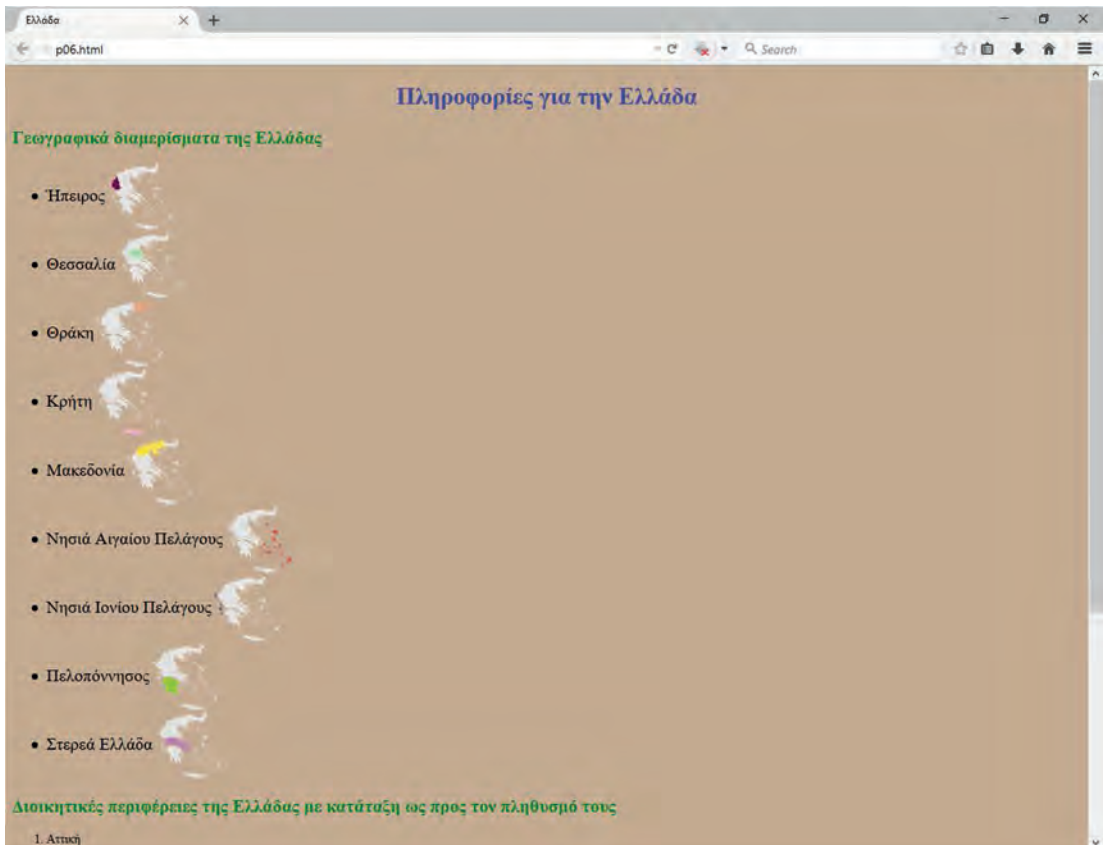 Ελλάδα
p06.html
Search
Πληροφορίες για την Ελλάδα
Γεωγραφικά διαμερίσματα της Ελλάδας
Ήπειρος
Θεσσαλία
Θράκη
Κρήτη
Μακεδονία
Νησιά Αιγαίου Πελάγους
Νησιά Ιονίου Πελάγους
Πελοπόννησος
Στερεά Ελλάδα
Διοικητικές περιφέρειες της Ελλάδας με κατάταξη ως προς τον πληθυσμό τους
1. Αττική